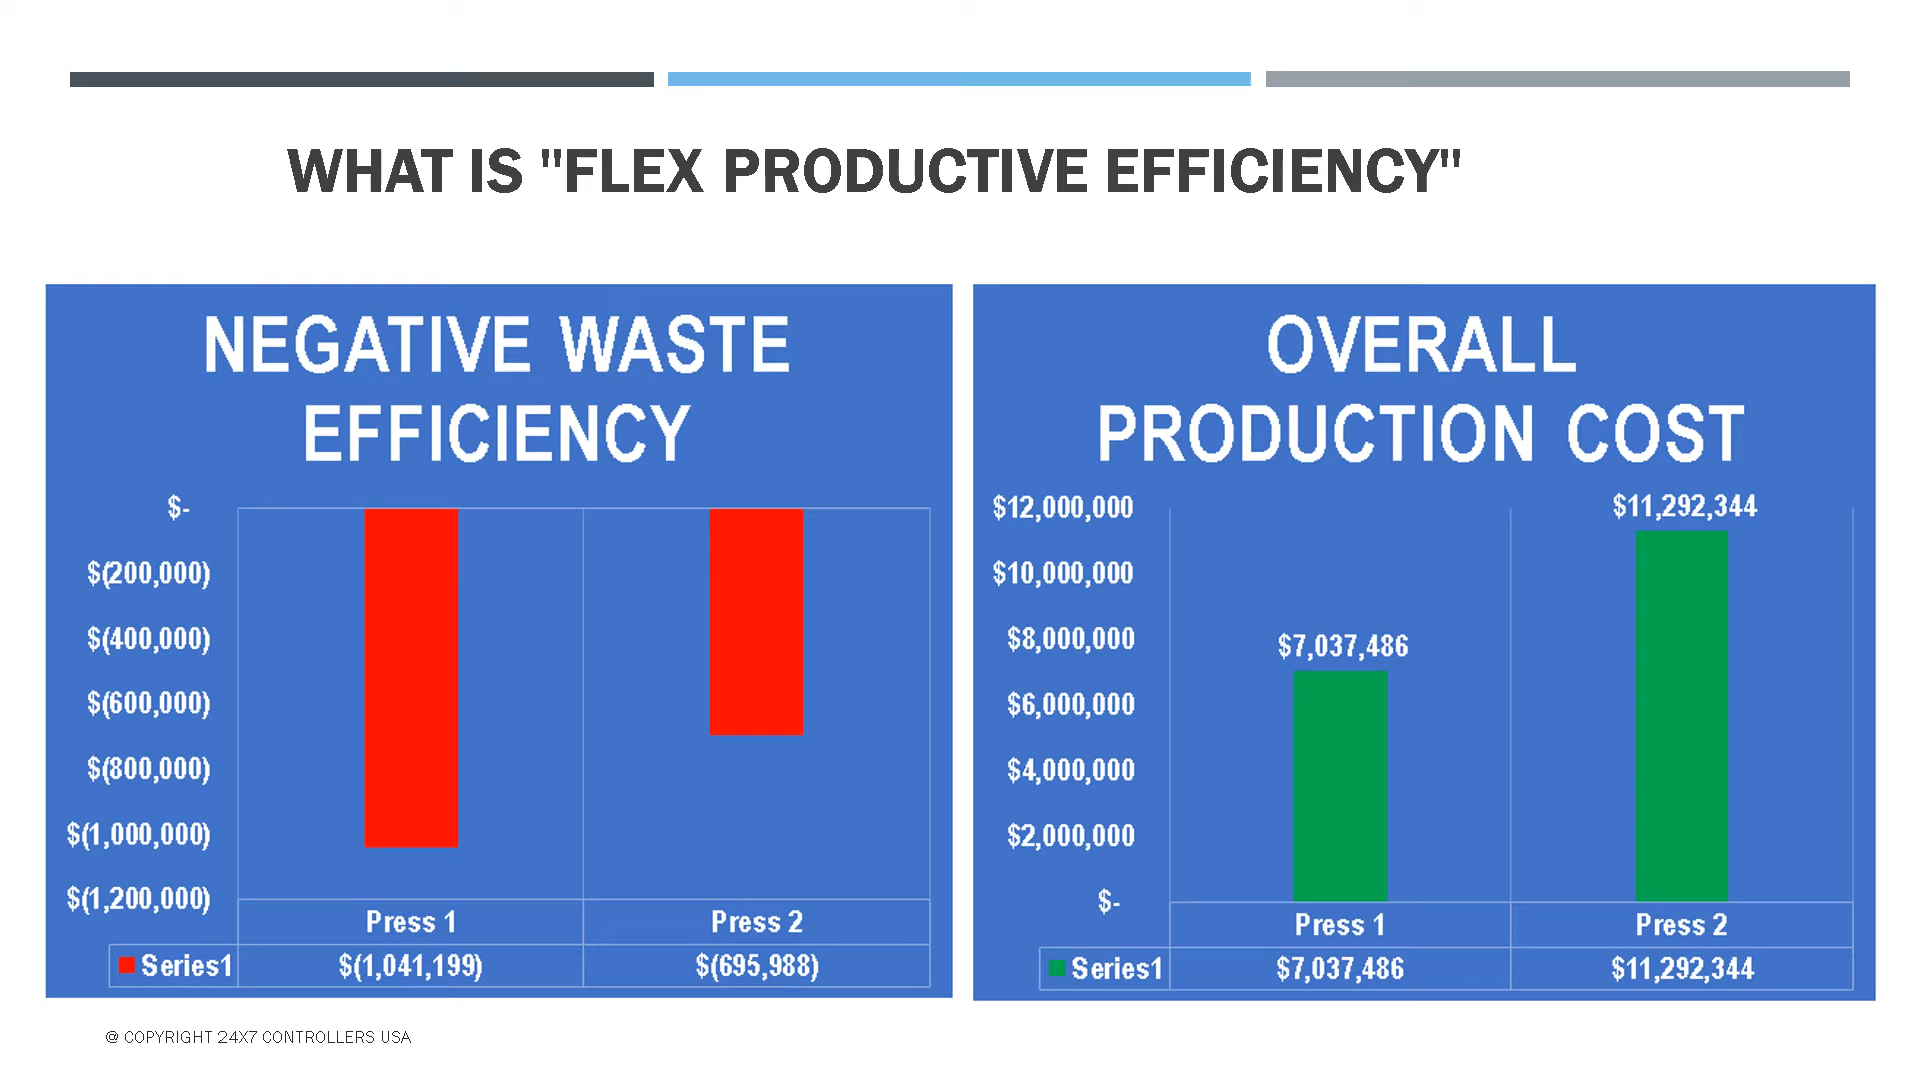 WHAT IS "FLEX PRODUCTIVE EFFICIENCY"
NEGATIVE WASTE
EFFICIENCY
$-
$(200,000)
$(400,000)
$(600,000)
$(800,000)
$(1,000,000)
$(1,200,000)
Press 1 Press 2
Series1 $(1,041,199) $(695,988)
OVERALL
PRODUCTION COST
$12,000,000
$10,000,000
$8,000,000
$6,000,000
$4,000,000
$2,000,000
$-
$7,037,486
$11,292,344
Press 1 Press 2
Series1 $7,037,486 $11,292,344
@ COPYRIGHT 24X7 CONTROLLERS USA